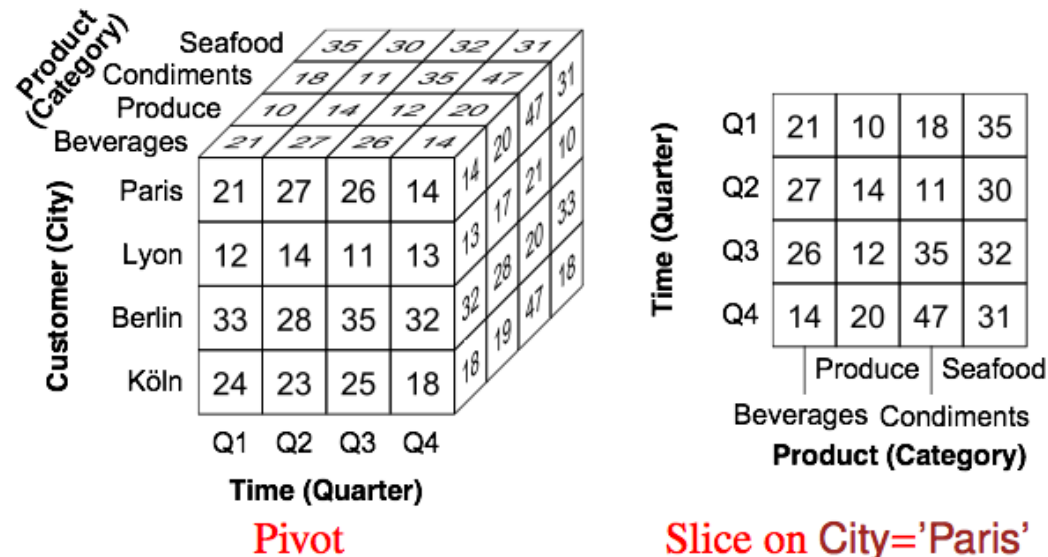 Product
(Category)
Seafood 35 30 32 31
Condiments 18 11 35 47
Produce 10 14 12 20
Beverages 21 27 26 14
Customer (City)
Paris 21 27 26 14
Lyon 12 14 11 13
Berlin 33 28 35 32
Köln 24 23 25 18
14 20 47 31
13 17 21 10
32 28 20 33
18 19 47 18
Q1 Q2 Q3 Q4
Time (Quarter)
Pivot
Time (Quarter)
Q1 21 10 18 35
Q2 27 14 11 30
Q3 26 12 35 32
Q4 14 20 47 31
Produce Seafood
Beverages Condiments
Product (Category)
Slice on City='Paris'